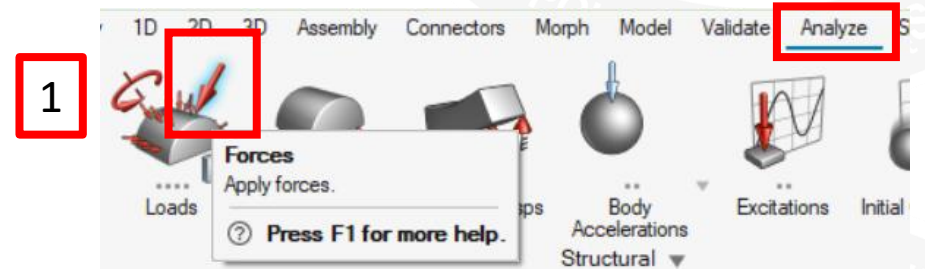 1D 2D 3D Assembly Connectors Morph Model Validate Analyze S
1
Forces
Apply forces.
Press F1 for more help.
Loads
Body
Accelerations
Excitations
Initial
Structural